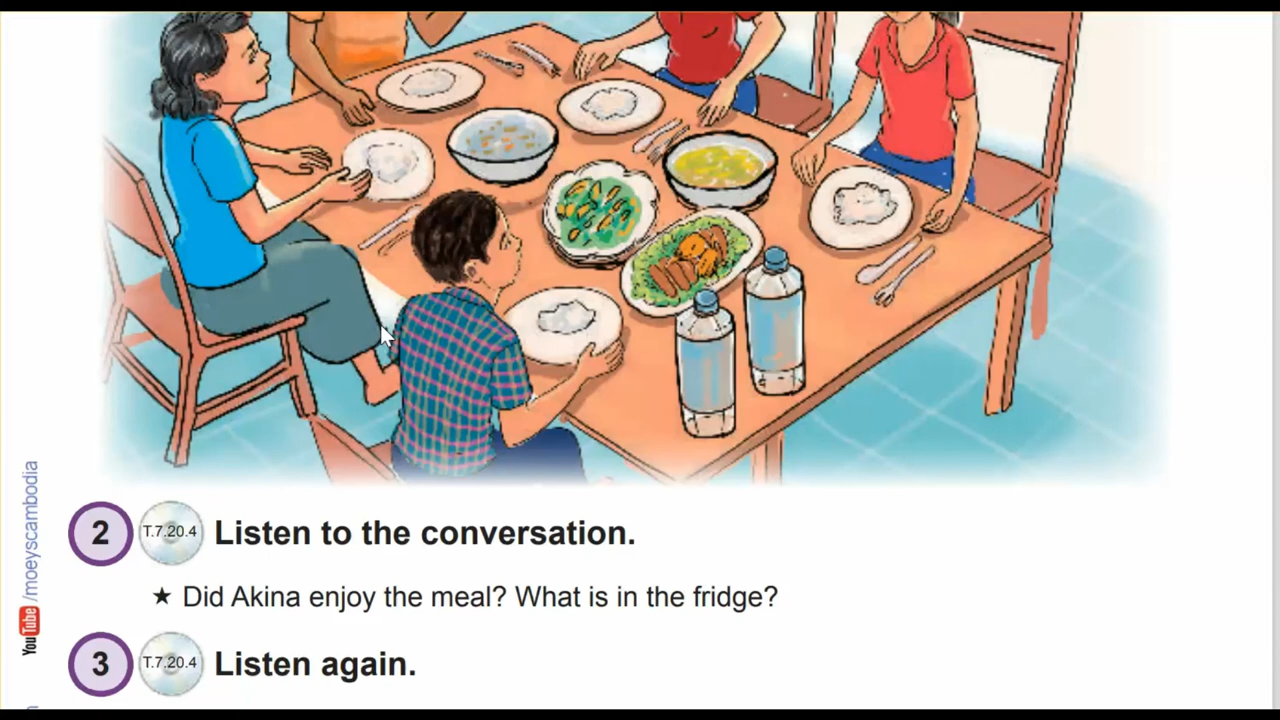 2 T.7.20.4 Listen to the conversation.
★ Did Akina enjoy the meal? What is in the fridge?
3 T.7.20.4 Listen again.
YouTube /moeyscambodia